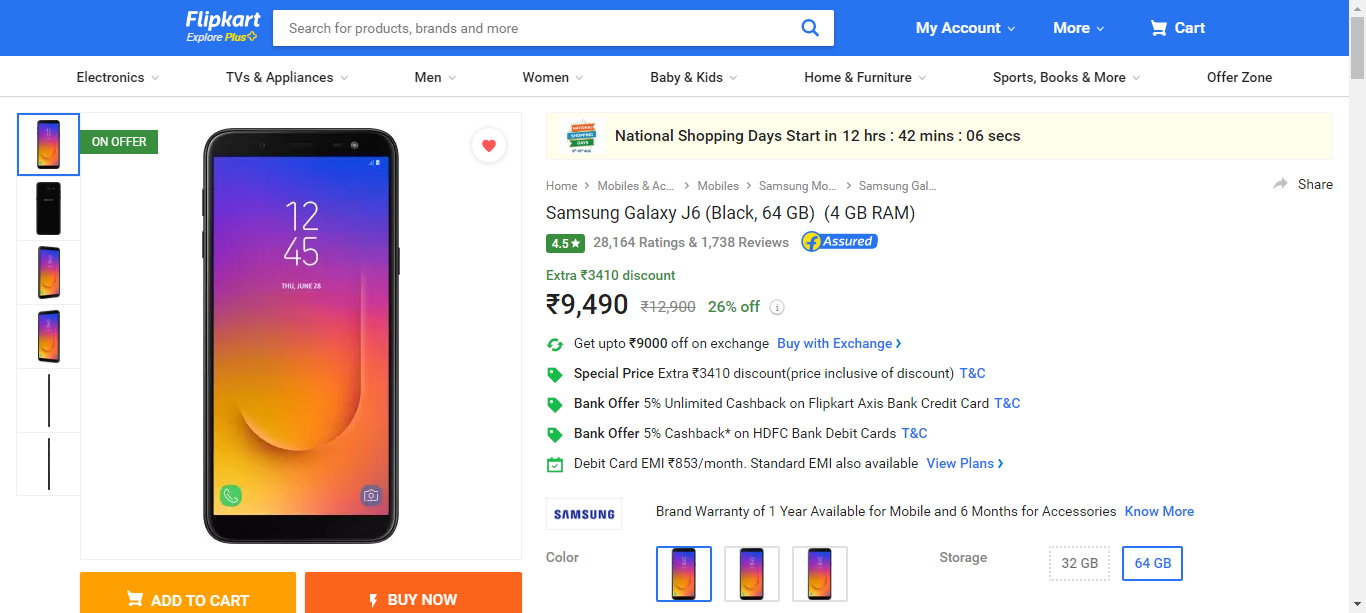 Flipkart
Explore Plus
Search for products, brands and more
My Account
More
Cart
Electronics
TVs & Appliances
Men
Women
Baby & Kids
Home & Furniture
Sports, Books & More
Offer Zone
ON OFFER
12
45
THU, JUNE 28
NATIONAL
SHOPPING
DAYS
National Shopping Days Start in 12 hrs : 42 mins : 06 secs
Home > Mobiles & Ac... > Mobiles > Samsung Mo... > Samsung Gal...
Share
Samsung Galaxy J6 (Black, 64 GB) (4 GB RAM)
4.5★ 28,164 Ratings & 1,738 Reviews Assured
Extra ₹3410 discount
₹9,490 ₹12,900 26% off i
Get upto ₹9000 off on exchange Buy with Exchange >
Special Price Extra ₹3410 discount(price inclusive of discount) T&C
Bank Offer 5% Unlimited Cashback on Flipkart Axis Bank Credit Card T&C
Bank Offer 5% Cashback* on HDFC Bank Debit Cards T&C
Debit Card EMI ₹853/month. Standard EMI also available View Plans >
SAMSUNG
Brand Warranty of 1 Year Available for Mobile and 6 Months for Accessories Know More
Color
Storage
32 GB
64 GB
ADD TO CART
BUY NOW